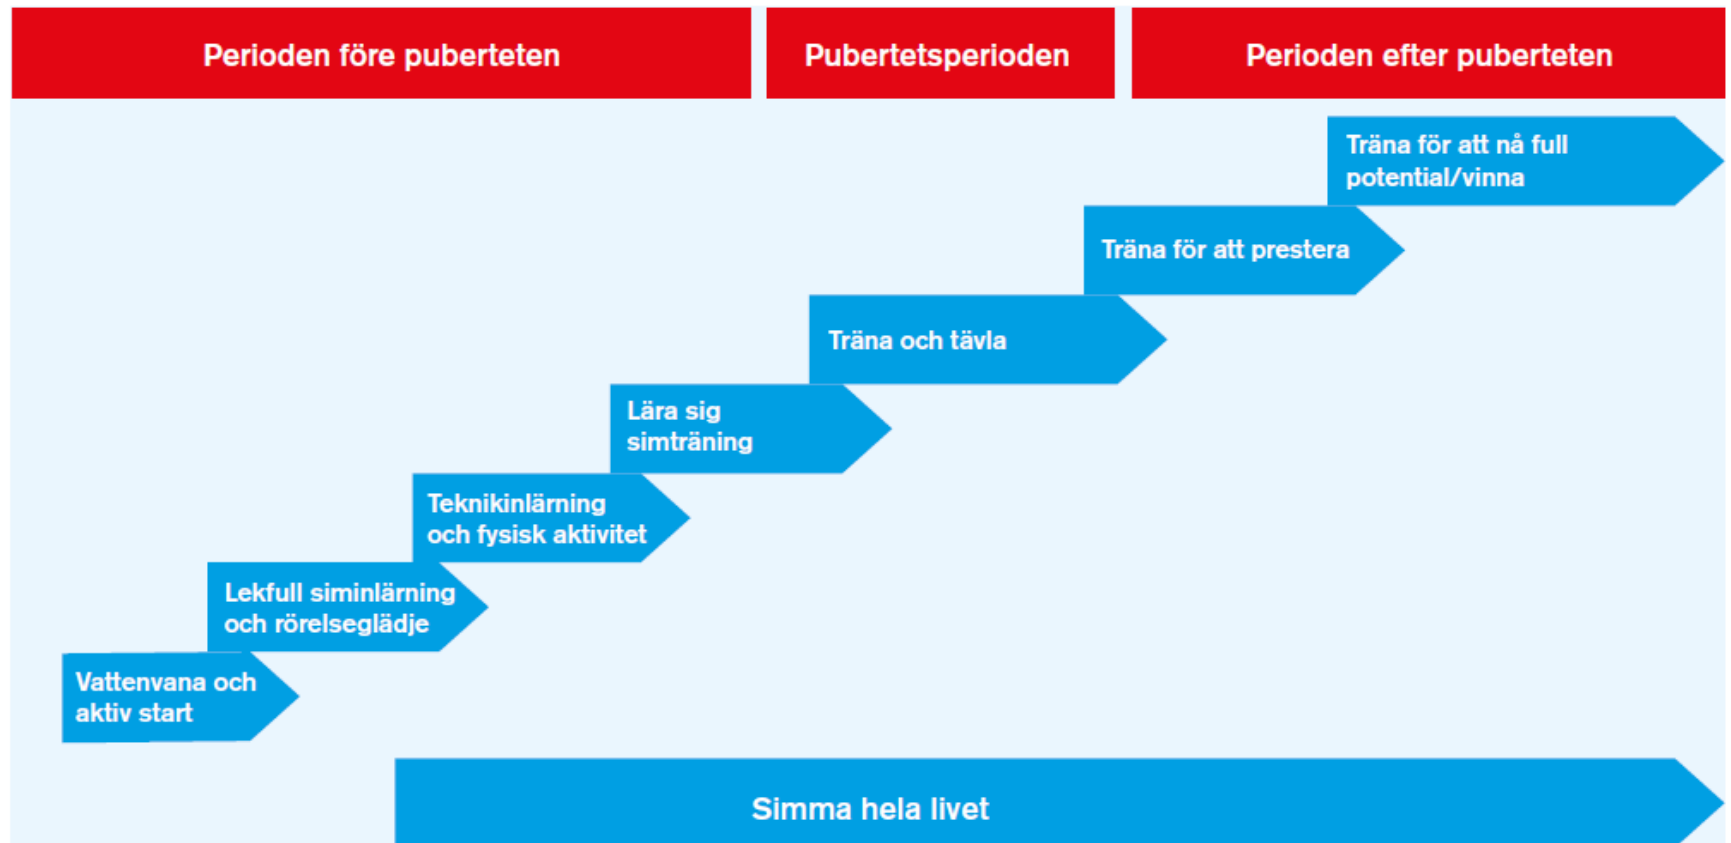 Perioden före puberteten
Pubertetsperioden
Perioden efter puberteten
Träna för att nå full
potential/vinna
Träna för att prestera
Träna och tävla
Lära sig
simträning
Teknikinlärning
och fysisk aktivitet
Lekfull siminlärning
och rörelseglädje
Vattenvana och
aktiv start
Simma hela livet